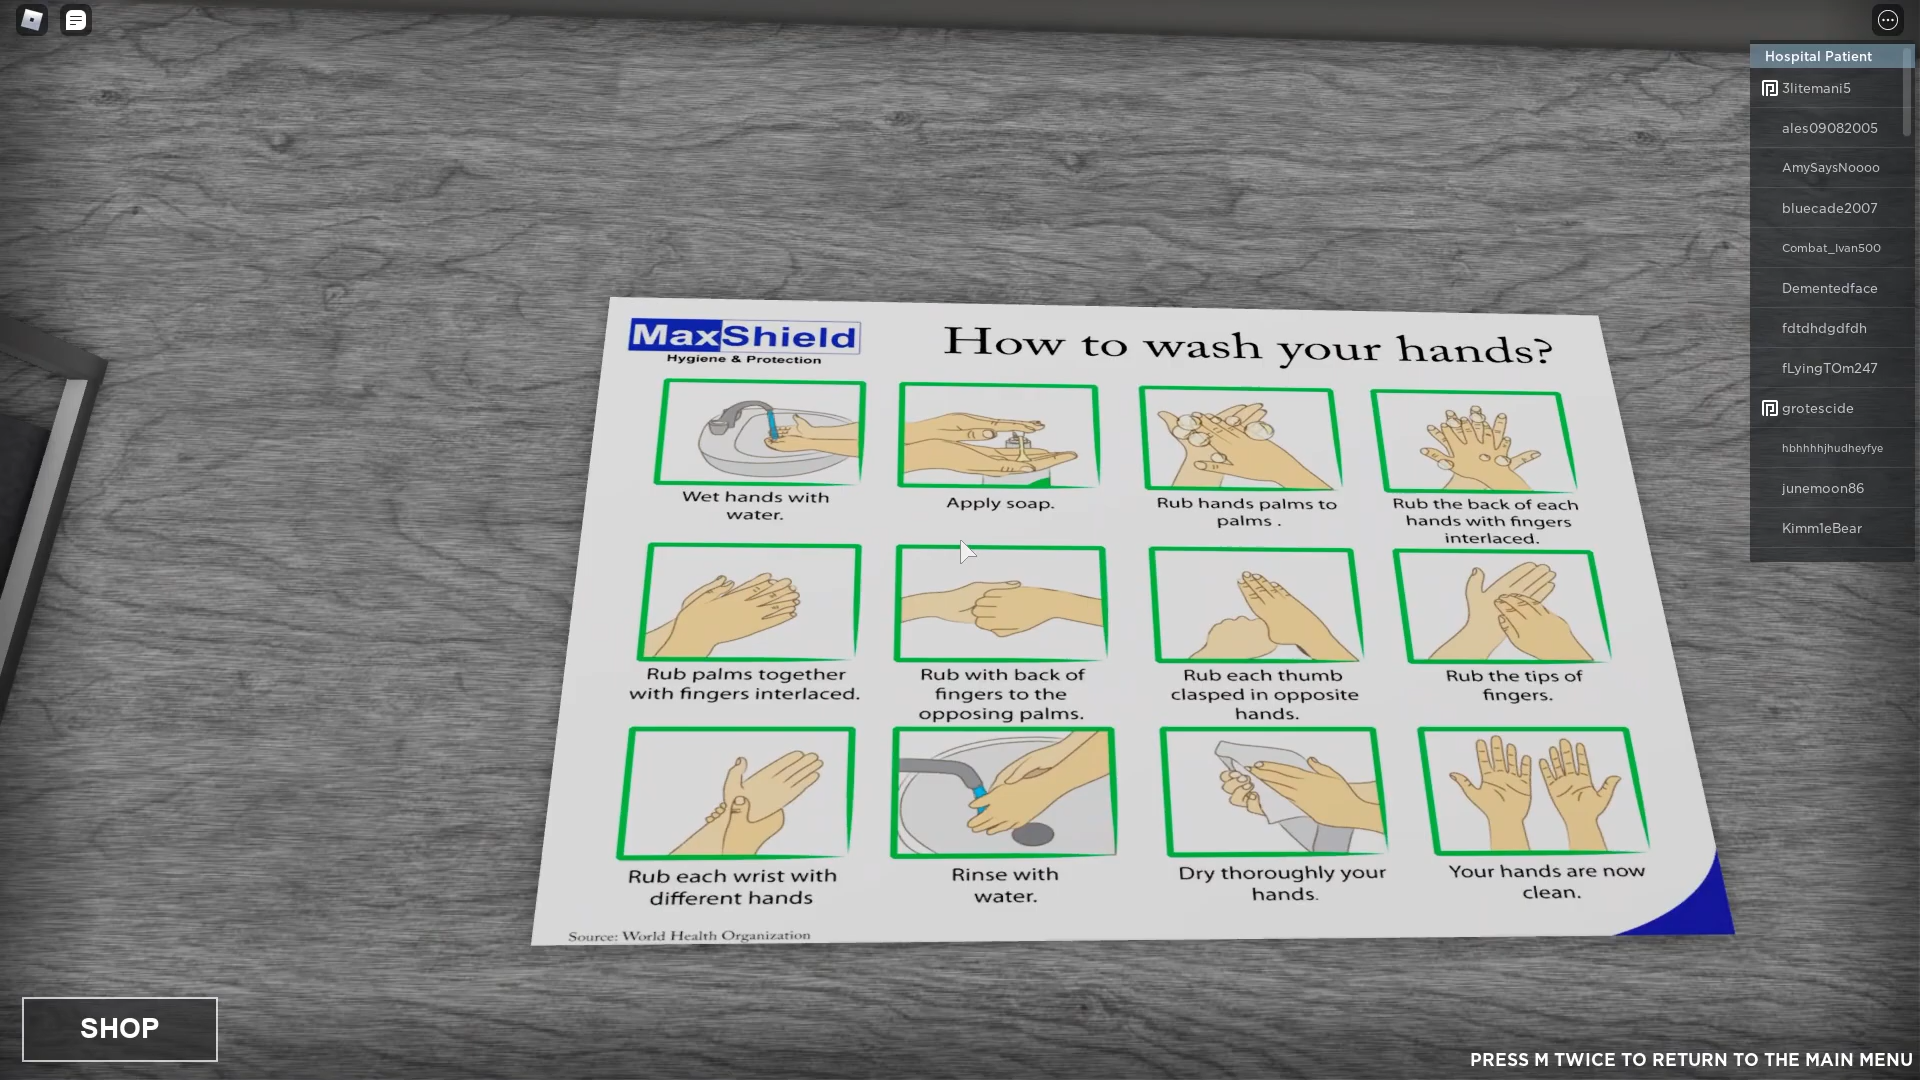 Hospital Patient
3litemani5
ales09082005
AmySaysNoooo
bluecade2007
Combat_Ivan500
Dementedface
fdtdhdgdfdh
fLyingTOm247
grotescide
hbhhhhjhudheyfye
junemoon86
Kimm1eBear
MaxShield
Hygiene & Protection
How to wash your hands?
Wet hands with
water.
Apply soap.
Rub hands palms to
palms .
Rub the back of each
hands with fingers
interlaced.
Rub palms together
with fingers interlaced.
Rub with back of
fingers to the
opposing palms.
Rub each thumb
clasped in opposite
hands.
Rub the tips of
fingers.
Rub each wrist with
different hands
Rinse with
water.
Dry thoroughly your
hands.
Your hands are now
clean.
Source: World Health Organization
SHOP
PRESS M TWICE TO RETURN TO THE MAIN MENU